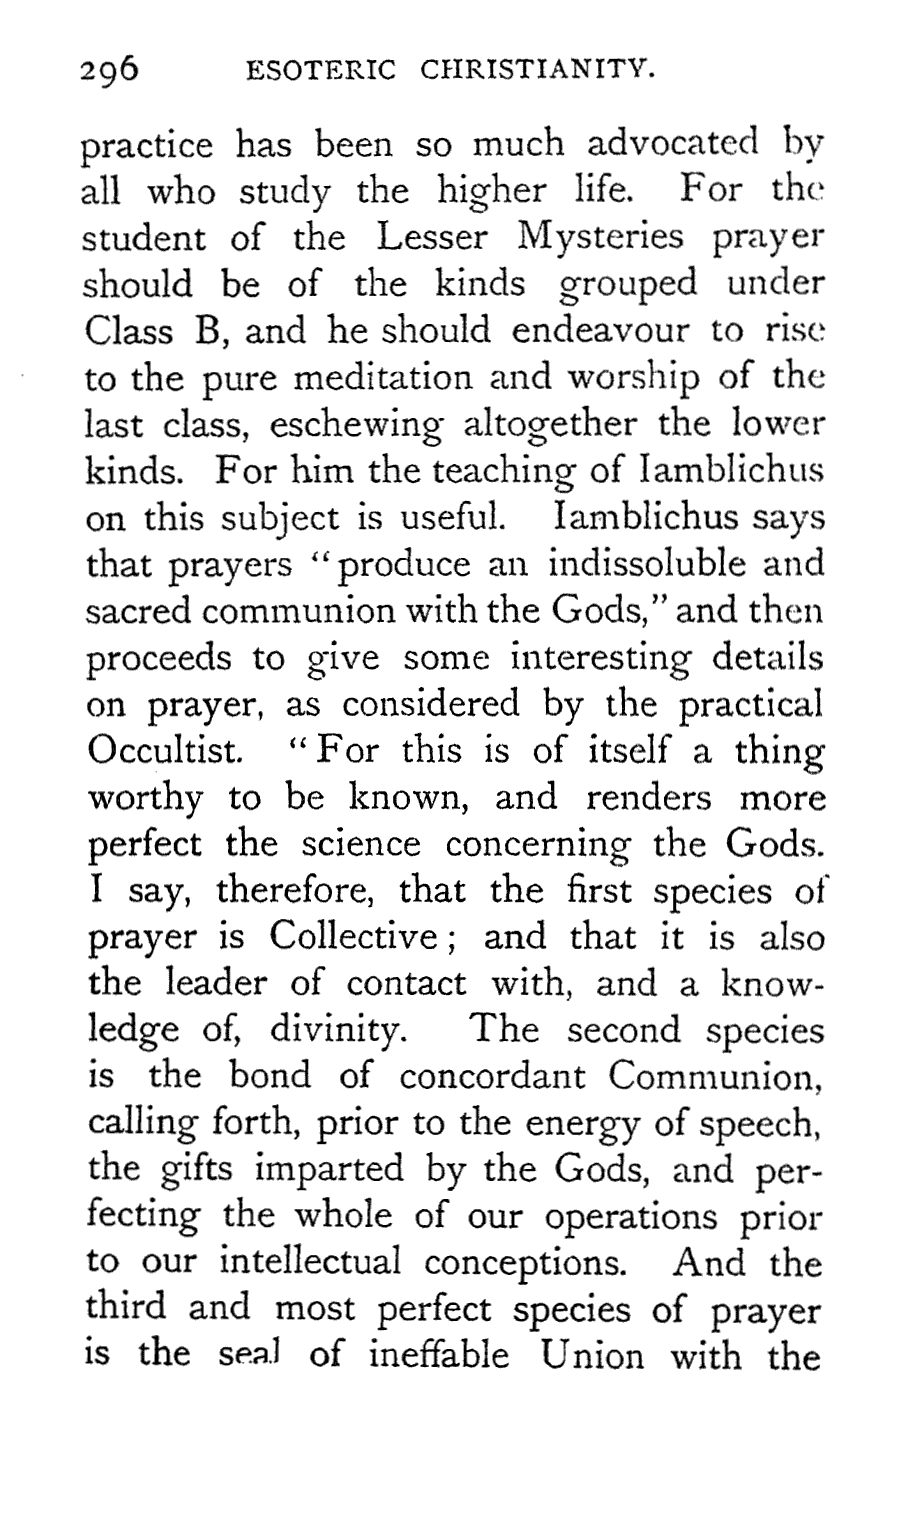 296 ESOTERIC CHRISTIANITY.
practice has been so much advocated by
all who study the higher life. For the
student of the Lesser Mysteries prayer
should be of the kinds grouped under
Class B, and he should endeavour to rise
to the pure meditation and worship of the
last class, eschewing altogether the lower
kinds. For him the teaching of Iamblichus
on this subject is useful. Iamblichus says
that prayers “produce an indissoluble and
sacred communion with the Gods,” and then
proceeds to give some interesting details
on prayer, as considered by the practical
Occultist. “For this is of itself a thing
worthy to be known, and renders more
perfect the science concerning the Gods.
I say, therefore, that the first species of
prayer is Collective; and that it is also
the leader of contact with, and a know-
ledge of, divinity. The second species
is the bond of concordant Communion,
calling forth, prior to the energy of speech,
the gifts imparted by the Gods, and per-
fecting the whole of our operations prior
to our intellectual conceptions. And the
third and most perfect species of prayer
is the seal of ineffable Union with the